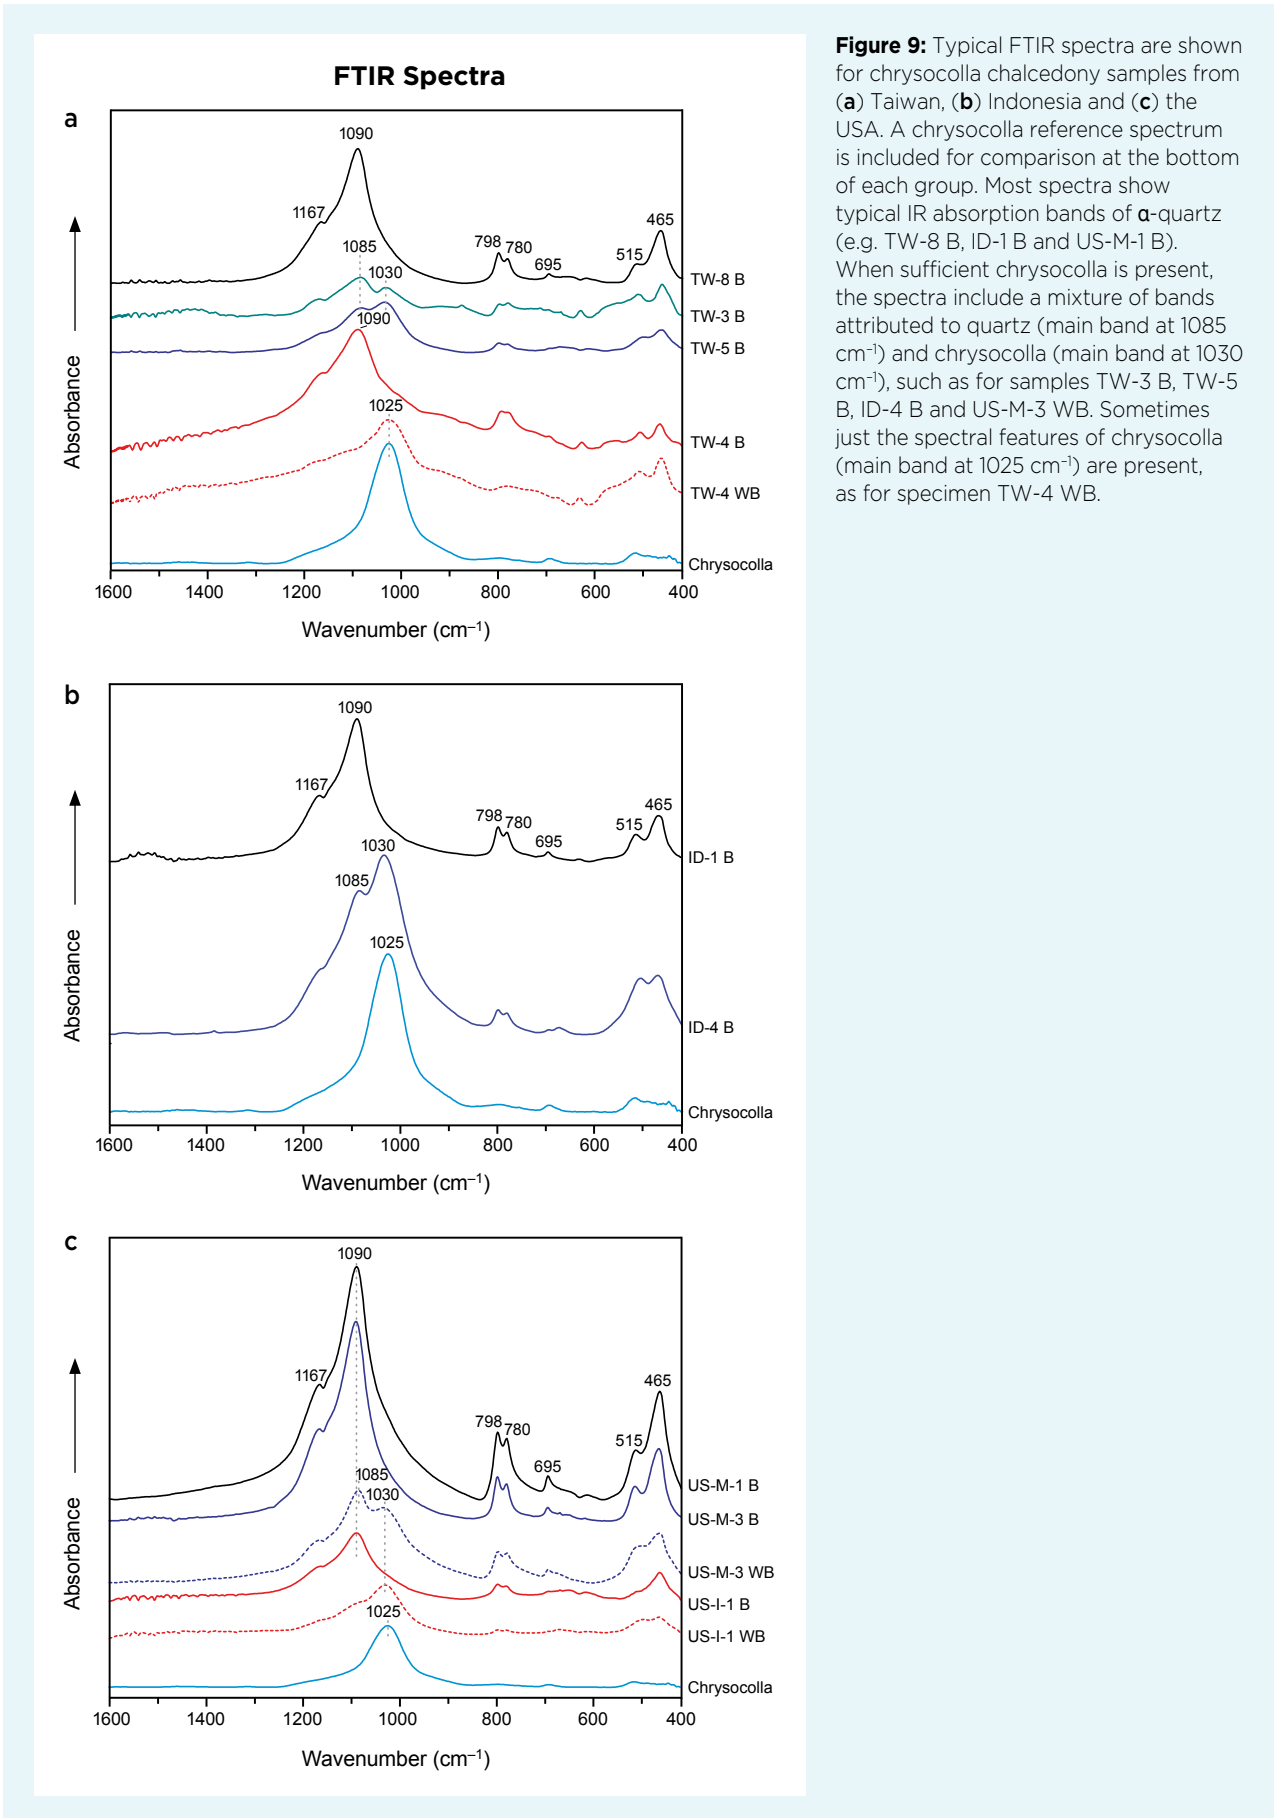 FTIR Spectra
a
1090
1167
1085
1030
1090
1025
798 780
695
515
465
TW-8 B
TW-3 B
TW-5 B
TW-4 B
TW-4 WB
Chrysocolla
Absorbance
1600 1400 1200 1000 800 600 400
Wavenumber (cm⁻¹)
b
1090
1167
1030
1085
1025
798 780
695
515
465
ID-1 B
ID-4 B
Chrysocolla
Absorbance
1600 1400 1200 1000 800 600 400
Wavenumber (cm⁻¹)
c
1090
1167
1085
1030
1025
798 780
695
515
465
US-M-1 B
US-M-3 B
US-M-3 WB
US-I-1 B
US-I-1 WB
Chrysocolla
Absorbance
1600 1400 1200 1000 800 600 400
Wavenumber (cm⁻¹)
Figure 9: Typical FTIR spectra are shown
for chrysocolla chalcedony samples from
(a) Taiwan, (b) Indonesia and (c) the
USA. A chrysocolla reference spectrum
is included for comparison at the bottom
of each group. Most spectra show
typical IR absorption bands of α-quartz
(e.g. TW-8 B, ID-1 B and US-M-1 B).
When sufficient chrysocolla is present,
the spectra include a mixture of bands
attributed to quartz (main band at 1085
cm⁻¹) and chrysocolla (main band at 1030
cm⁻¹), such as for samples TW-3 B, TW-5
B, ID-4 B and US-M-3 WB. Sometimes
just the spectral features of chrysocolla
(main band at 1025 cm⁻¹) are present,
as for specimen TW-4 WB.